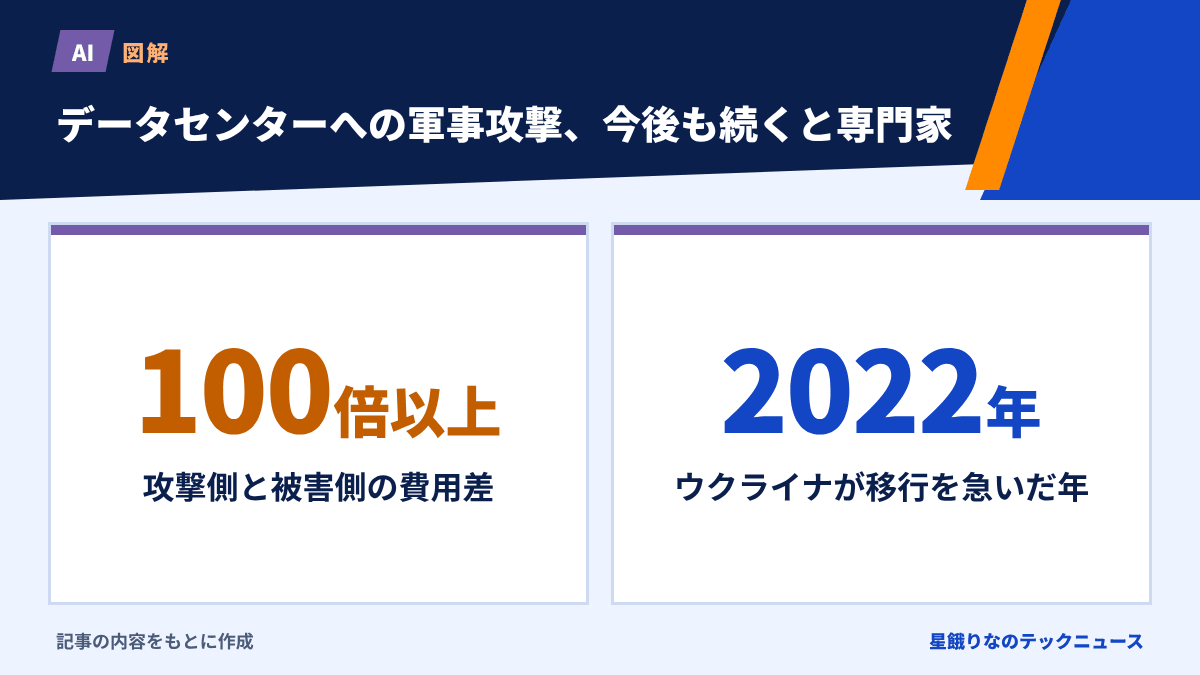 AI 図解
データセンターへの軍事攻撃、今後も続くと専門家
100倍以上
攻撃側と被害側の費用差
2022年
ウクライナが移行を急いだ年
記事の内容をもとに作成
星餓りなのテックニュース